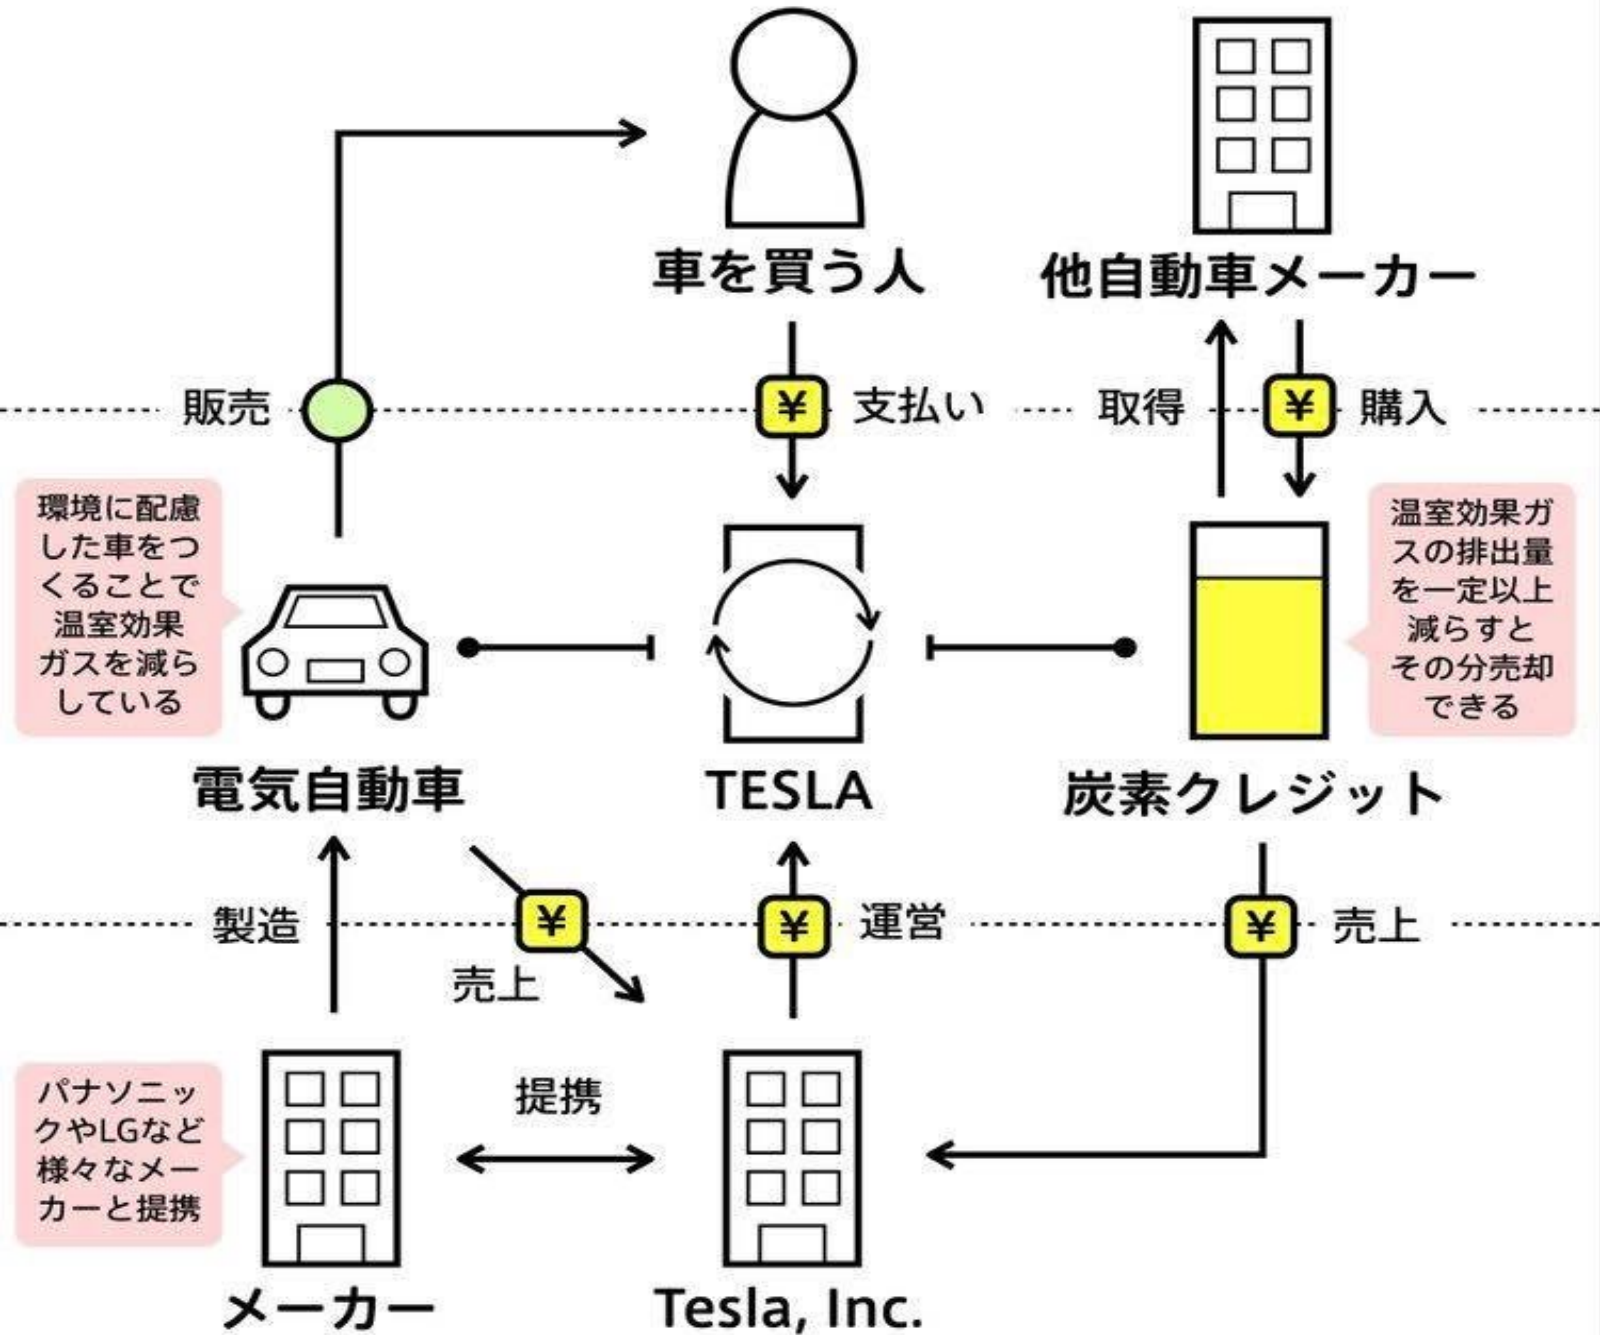 車を買う人
他自動車メーカー
販売
¥
支払い
取得
¥
購入
環境に配慮
した車をつ
くることで
温室効果
ガスを減ら
している
温室効果ガ
スの排出量
を一定以上
減らすと
その分売却
できる
電気自動車
TESLA
炭素クレジット
製造
¥
売上
¥
運営
¥
売上
パナソニッ
クやLGなど
様々なメー
カーと提携
提携
メーカー
Tesla, Inc.